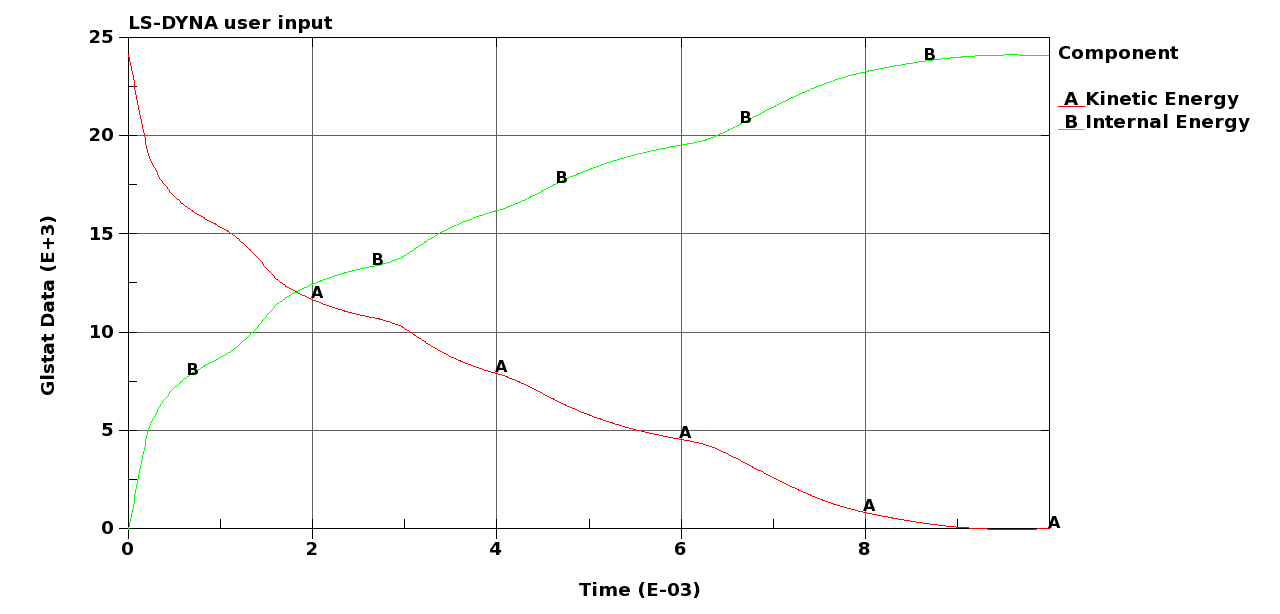 LS-DYNA user input
25
20
15
10
5
0
Glstat Data (E+3)
0 2 4 6 8
Time (E-03)
Component
A Kinetic Energy
B Internal Energy
B
B
B
B
B
A
A
A
A
A